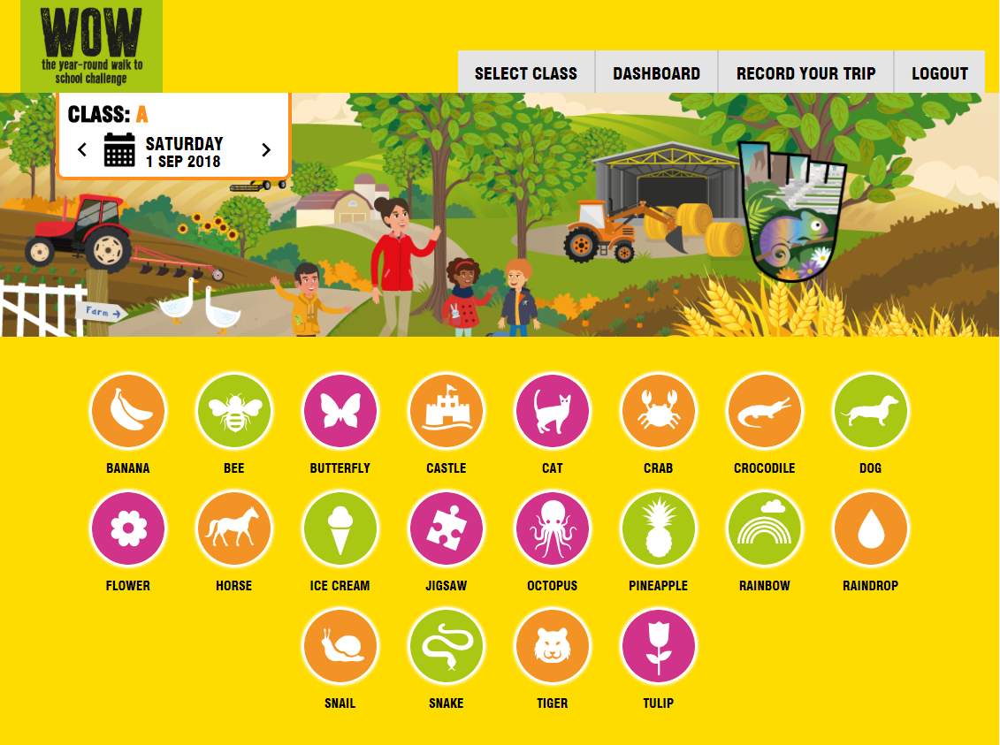 WOW
the year-round walk to
school challenge
SELECT CLASS
DASHBOARD
RECORD YOUR TRIP
LOGOUT
CLASS: A
SATURDAY
1 SEP 2018
Farm
BANANA
BEE
BUTTERFLY
CASTLE
CAT
CRAB
CROCODILE
DOG
FLOWER
HORSE
ICE CREAM
JIGSAW
OCTOPUS
PINEAPPLE
RAINBOW
RAINDROP
SNAIL
SNAKE
TIGER
TULIP